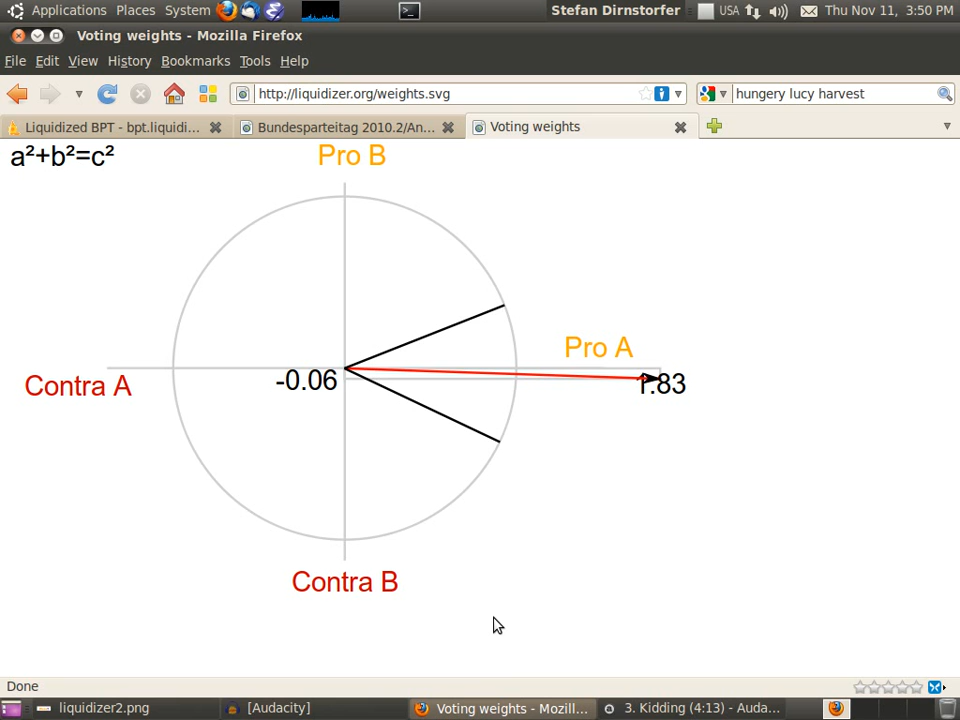 Applications Places System
Stefan Dirnstorfer
USA
Thu Nov 11, 3:50 PM
Voting weights - Mozilla Firefox
File Edit View History Bookmarks Tools Help
http://liquidizer.org/weights.svg
hungery lucy harvest
Liquidized BPT - bpt.liquidi...
Bundesparteitag 2010.2/An...
Voting weights
a²+b²=c²
Pro B
Pro A
Contra A
-0.06
1.83
Contra B
Done
liquidizer2.png
[Audacity]
Voting weights - Mozill...
3. Kidding (4:13) - Auda...